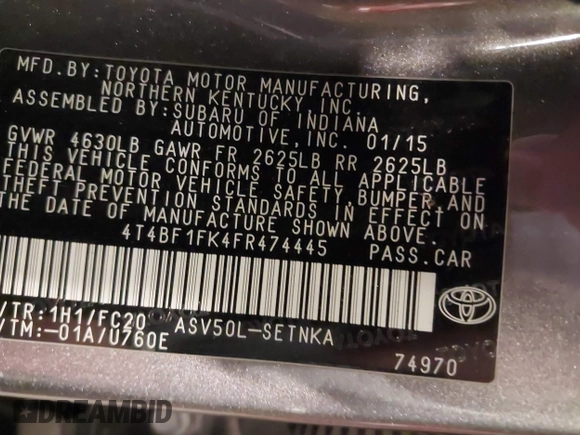 MFD.BY:TOYOTA MOTOR MANUFACTURING,
NORTHERN KENTUCKY, INC.
ASSEMBLED BY:SUBARU OF INDIANA
AUTOMOTIVE,INC. 01/15
GVWR 4630LB GAWR FR 2625LB RR 2625LB
THIS VEHICLE CONFORMS TO ALL APPLICABLE
FEDERAL MOTOR VEHICLE SAFETY,BUMPER AND
THEFT PREVENTION STANDARDS IN EFFECT ON
THE DATE OF MANUFACTURE SHOWN ABOVE.
4T4BF1FK4FR474445 PASS.CAR
/TR:1H1/FC20 ASV50L-SETNKA
/TM:-01A/U760E
74970
DREAMBID